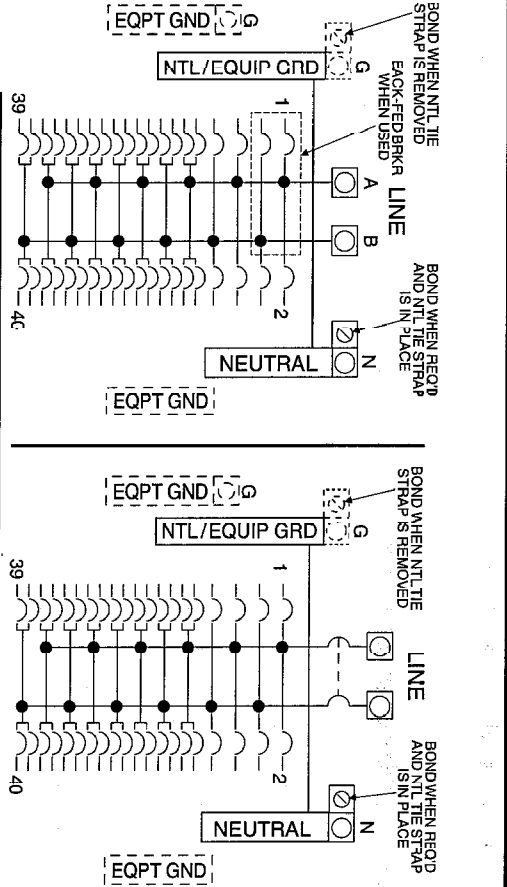 EQPT GND
G
BOND WHEN NTL TIE
STRAP IS REMOVED
NTL/EQUIP GRD
G
EACK-FED BRKR
WHEN USED
39
1
A
LINE
B
40
2
BOND WHEN REQ'D
AND NTL TIE STRAP
IS IN PLACE
NEUTRAL
N
EQPT GND
EQPT GND
G
BOND WHEN NTL TIE
STRAP IS REMOVED
NTL/EQUIP GRD
G
39
1
LINE
40
2
BOND WHEN REQ'D
AND NTL TIE STRAP
IS IN PLACE
NEUTRAL
N
EQPT GND